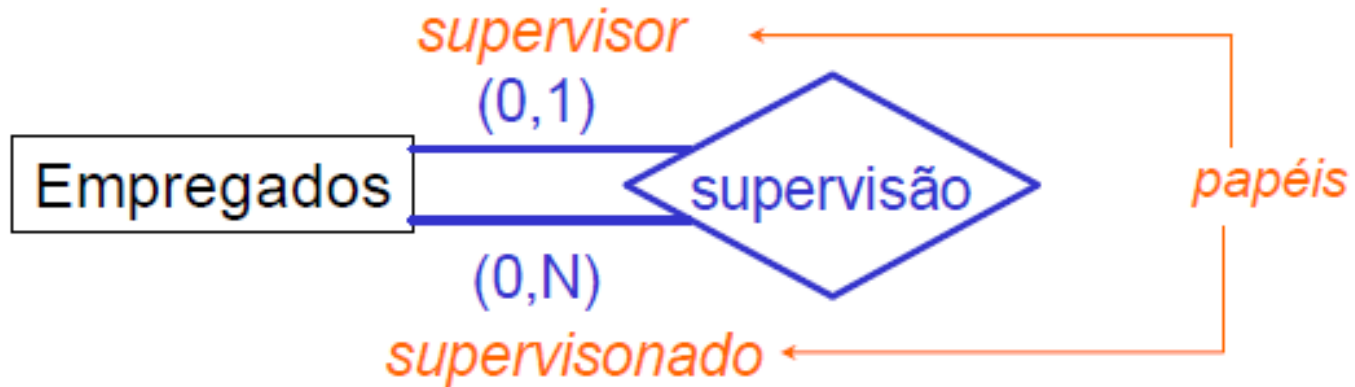 supervisor
(0,1)
Empregados
supervisão
papéis
(0,N)
supervisonado